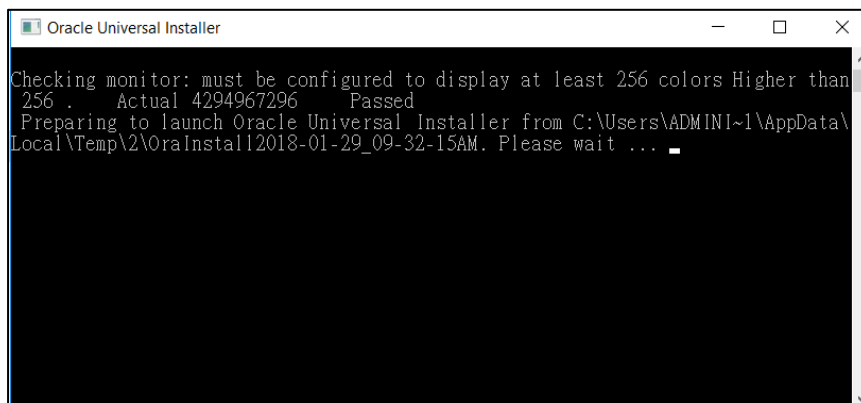 Oracle Universal Installer
Checking monitor: must be configured to display at least 256 colors Higher than
256 .    Actual 4294967296     Passed
Preparing to launch Oracle Universal Installer from C:\Users\ADMINI~1\AppData\
Local\Temp\2\OraInstall2018-01-29_09-32-15AM. Please wait ...